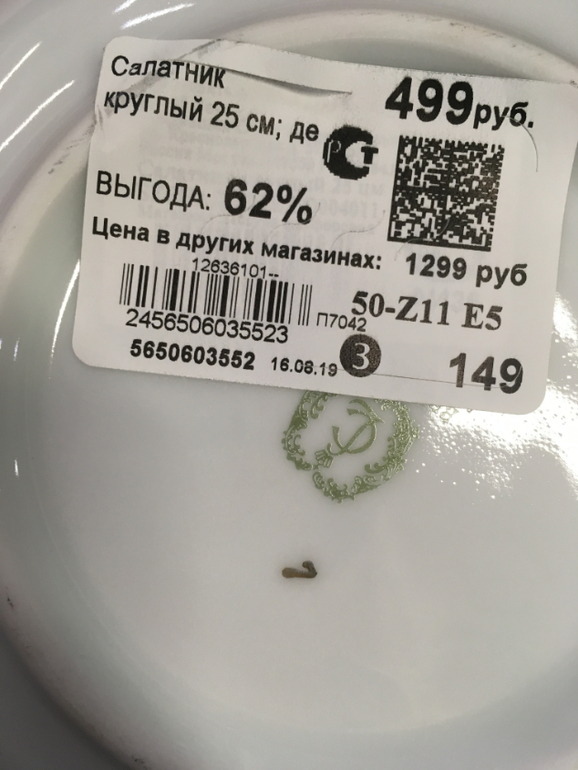 Салатник
круглый 25 см; де
499руб.
РСТ
ВЫГОДА: 62%
Цена в других магазинах: 1299 руб
12636101--
2456506035523
П7042
50-Z11 E5
5650603552 16.08.19 3
149